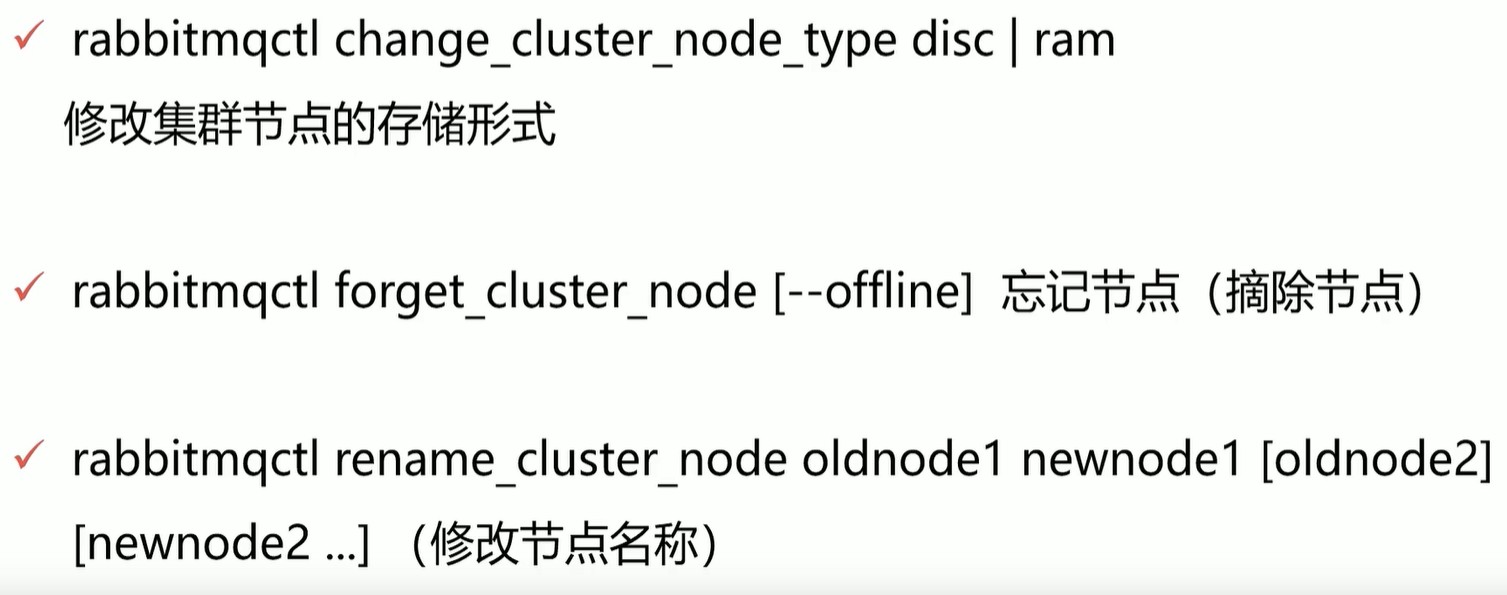 ✓ rabbitmqctl change_cluster_node_type disc | ram
修改集群节点的存储形式
✓ rabbitmqctl forget_cluster_node [--offline] 忘记节点（摘除节点）
✓ rabbitmqctl rename_cluster_node oldnode1 newnode1 [oldnode2]
[newnode2 ...] （修改节点名称）